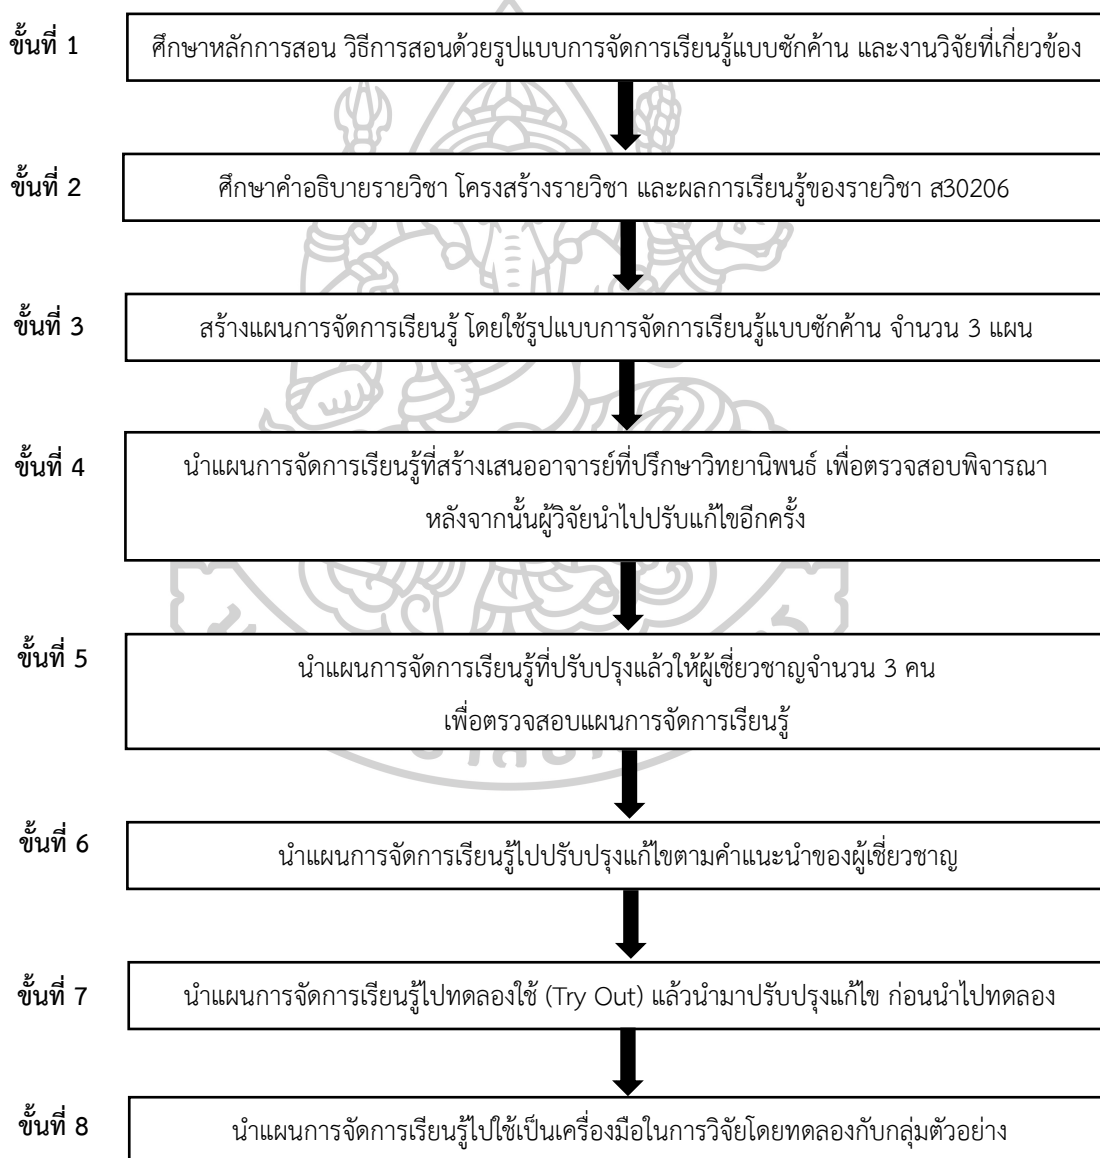 ขั้นที่ 1
ศึกษาหลักการสอน วิธีการสอนด้วยรูปแบบการจัดการเรียนรู้แบบซักค้าน และงานวิจัยที่เกี่ยวข้อง
ขั้นที่ 2
ศึกษาคำอธิบายรายวิชา โครงสร้างรายวิชา และผลการเรียนรู้ของรายวิชา ส30206
ขั้นที่ 3
สร้างแผนการจัดการเรียนรู้ โดยใช้รูปแบบการจัดการเรียนรู้แบบซักค้าน จำนวน 3 แผน
ขั้นที่ 4
นำแผนการจัดการเรียนรู้ที่สร้างเสนออาจารย์ที่ปรึกษาวิทยานิพนธ์ เพื่อตรวจสอบพิจารณา
หลังจากนั้นผู้วิจัยนำไปปรับแก้ไขอีกครั้ง
ขั้นที่ 5
นำแผนการจัดการเรียนรู้ที่ปรับปรุงแล้วให้ผู้เชี่ยวชาญจำนวน 3 คน
เพื่อตรวจสอบแผนการจัดการเรียนรู้
ขั้นที่ 6
นำแผนการจัดการเรียนรู้ไปปรับปรุงแก้ไขตามคำแนะนำของผู้เชี่ยวชาญ
ขั้นที่ 7
นำแผนการจัดการเรียนรู้ไปทดลองใช้ (Try Out) แล้วนำมาปรับปรุงแก้ไข ก่อนนำไปทดลอง
ขั้นที่ 8
นำแผนการจัดการเรียนรู้ไปใช้เป็นเครื่องมือในการวิจัยโดยทดลองกับกลุ่มตัวอย่าง